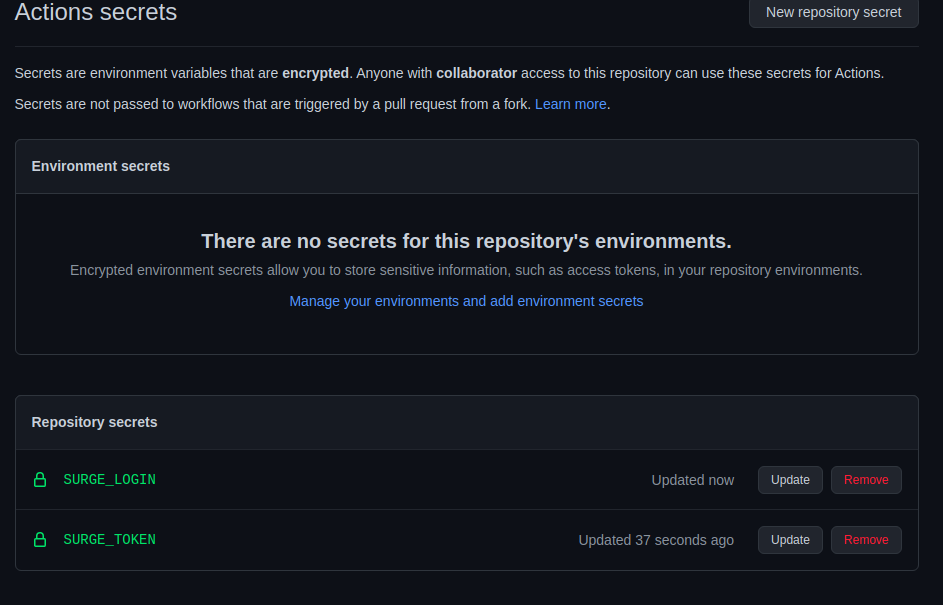 Actions secrets
New repository secret
Secrets are environment variables that are encrypted. Anyone with collaborator access to this repository can use these secrets for Actions.
Secrets are not passed to workflows that are triggered by a pull request from a fork. Learn more.
Environment secrets
There are no secrets for this repository's environments.
Encrypted environment secrets allow you to store sensitive information, such as access tokens, in your repository environments.
Manage your environments and add environment secrets
Repository secrets
SURGE_LOGIN Updated now Update Remove
SURGE_TOKEN Updated 37 seconds ago Update Remove